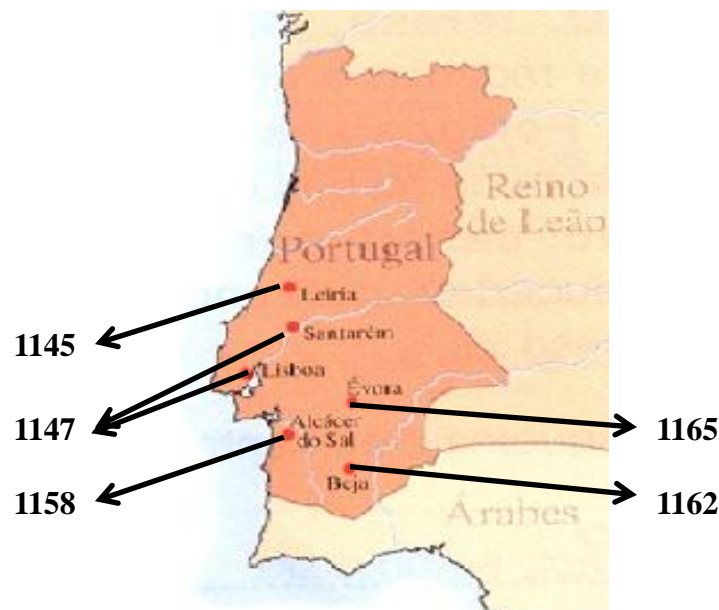 Reino
de Leão
Portugal
Leiria
Santarém
1145
Lisboa
Évora
1147
1165
Alcácer
do Sal
1158
Beja
1162
Árabes